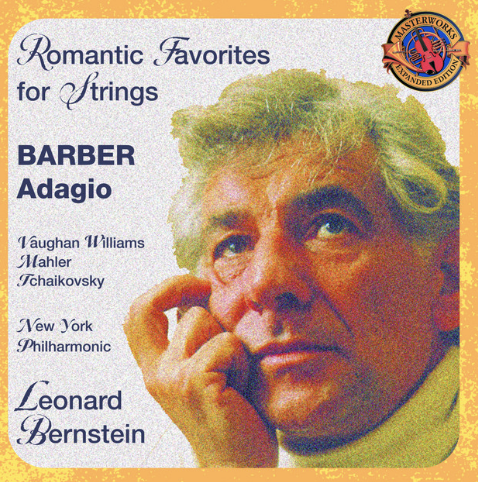 Romantic Favorites
for Strings
MASTERWORKS
EXPANDED EDITION
BARBER
Adagio
Vaughan Williams
Mahler
Tchaikovsky
New York
Philharmonic
Leonard
Bernstein